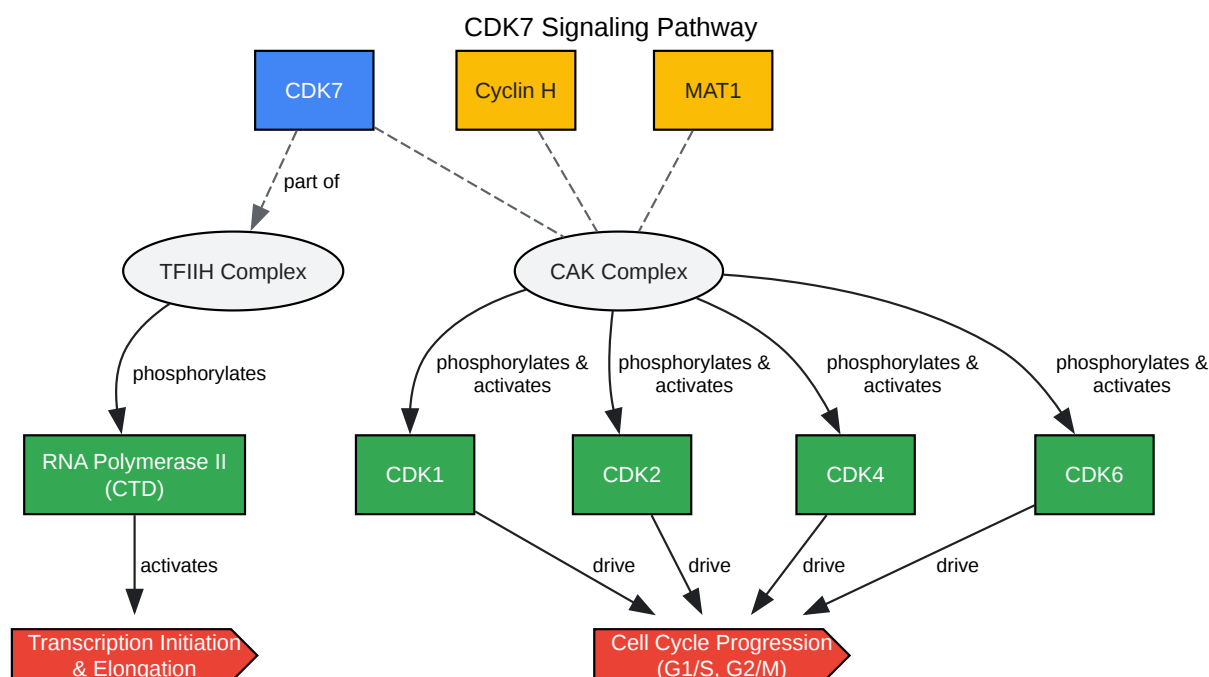 CDK7 Signaling Pathway
CDK7
Cyclin H
MAT1
part of
TFIIH Complex
CAK Complex
phosphorylates
phosphorylates &
activates
phosphorylates &
activates
phosphorylates &
activates
phosphorylates &
activates
RNA Polymerase II
(CTD)
CDK1
CDK2
CDK4
CDK6
activates
drive
drive
drive
drive
Transcription Initiation
& Elongation
Cell Cycle Progression
(G1/S, G2/M)